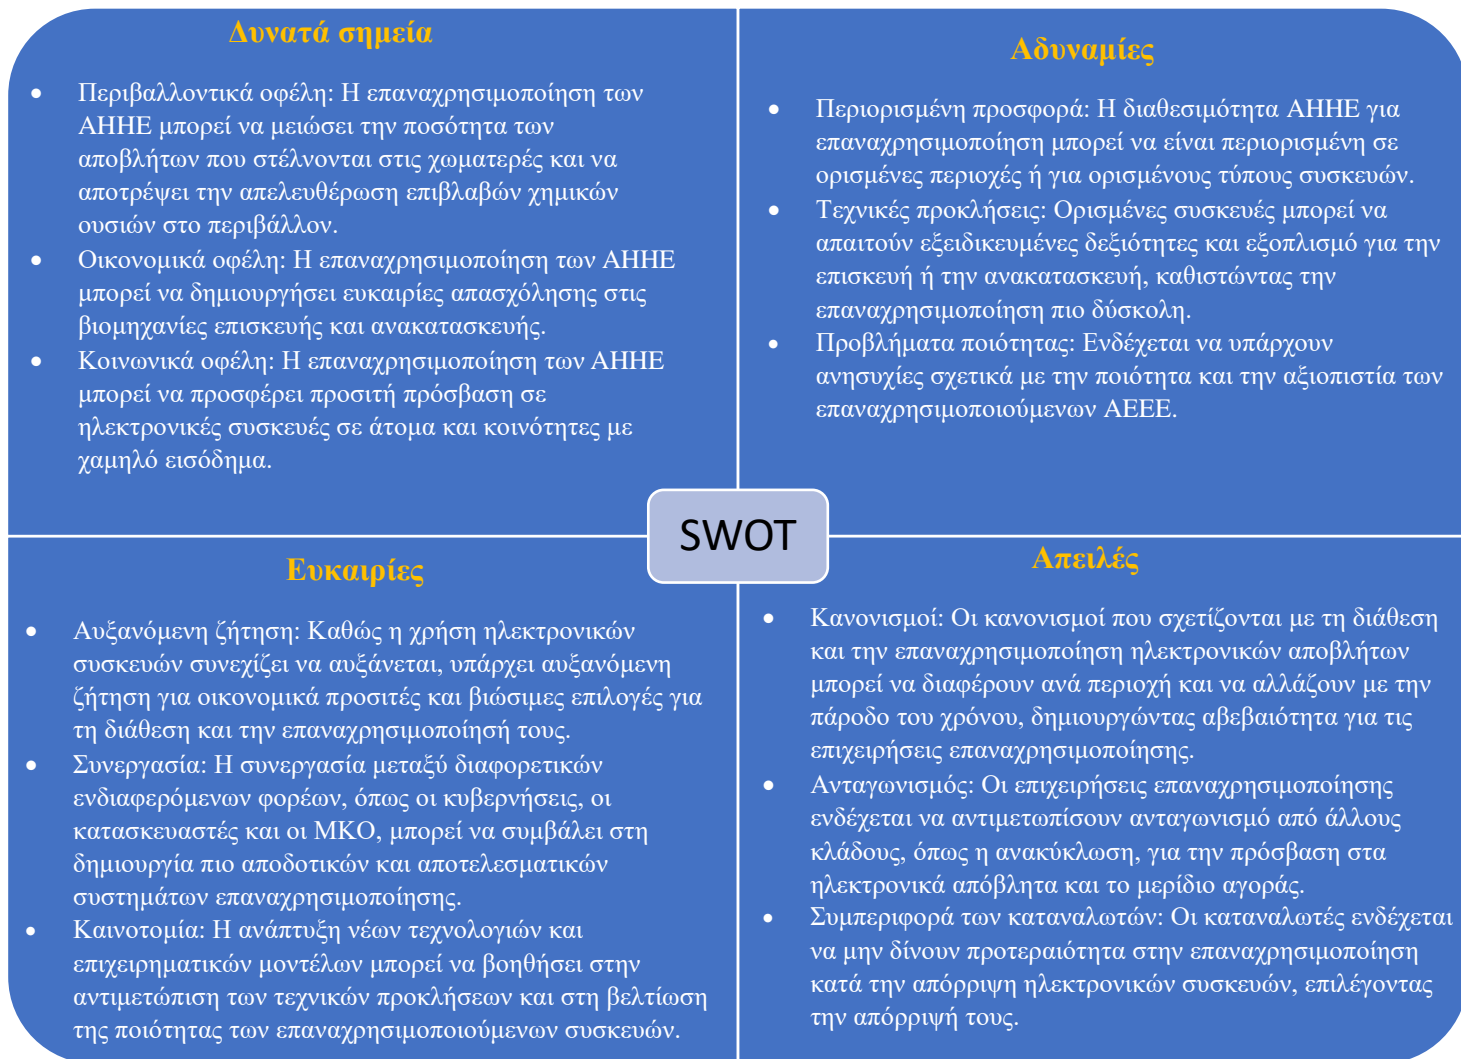 Δυνατά σημεία
• Περιβαλλοντικά οφέλη: Η επαναχρησιμοποίηση των
ΑΗΗΕ μπορεί να μειώσει την ποσότητα των
αποβλήτων που στέλνονται στις χωματερές και να
αποτρέψει την απελευθέρωση επιβλαβών χημικών
ουσιών στο περιβάλλον.
• Οικονομικά οφέλη: Η επαναχρησιμοποίηση των ΑΗΗΕ
μπορεί να δημιουργήσει ευκαιρίες απασχόλησης στις
βιομηχανίες επισκευής και ανακατασκευής.
• Κοινωνικά οφέλη: Η επαναχρησιμοποίηση των ΑΗΗΕ
μπορεί να προσφέρει προσιτή πρόσβαση σε
ηλεκτρονικές συσκευές σε άτομα και κοινότητες με
χαμηλό εισόδημα.
Αδυναμίες
• Περιορισμένη προσφορά: Η διαθεσιμότητα ΑΗΗΕ για
επαναχρησιμοποίηση μπορεί να είναι περιορισμένη σε
ορισμένες περιοχές ή για ορισμένους τύπους συσκευών.
• Τεχνικές προκλήσεις: Ορισμένες συσκευές μπορεί να
απαιτούν εξειδικευμένες δεξιότητες και εξοπλισμό για την
επισκευή ή την ανακατασκευή, καθιστώντας την
επαναχρησιμοποίηση πιο δύσκολη.
• Προβλήματα ποιότητας: Ενδέχεται να υπάρχουν
ανησυχίες σχετικά με την ποιότητα και την αξιοπιστία των
επαναχρησιμοποιούμενων ΑΕΕΕ.
SWOT
Ευκαιρίες
• Αυξανόμενη ζήτηση: Καθώς η χρήση ηλεκτρονικών
συσκευών συνεχίζει να αυξάνεται, υπάρχει αυξανόμενη
ζήτηση για οικονομικά προσιτές και βιώσιμες επιλογές για
τη διάθεση και την επαναχρησιμοποίησή τους.
• Συνεργασία: Η συνεργασία μεταξύ διαφορετικών
ενδιαφερόμενων φορέων, όπως οι κυβερνήσεις, οι
κατασκευαστές και οι ΜΚΟ, μπορεί να συμβάλει στη
δημιουργία πιο αποδοτικών και αποτελεσματικών
συστημάτων επαναχρησιμοποίησης.
• Καινοτομία: Η ανάπτυξη νέων τεχνολογιών και
επιχειρηματικών μοντέλων μπορεί να βοηθήσει στην
αντιμετώπιση των τεχνικών προκλήσεων και στη βελτίωση
της ποιότητας των επαναχρησιμοποιούμενων συσκευών.
Απειλές
• Κανονισμοί: Οι κανονισμοί που σχετίζονται με τη διάθεση
και την επαναχρησιμοποίηση ηλεκτρονικών αποβλήτων
μπορεί να διαφέρουν ανά περιοχή και να αλλάζουν με την
πάροδο του χρόνου, δημιουργώντας αβεβαιότητα για τις
επιχειρήσεις επαναχρησιμοποίησης.
• Ανταγωνισμός: Οι επιχειρήσεις επαναχρησιμοποίησης
ενδέχεται να αντιμετωπίσουν ανταγωνισμό από άλλους
κλάδους, όπως η ανακύκλωση, για την πρόσβαση στα
ηλεκτρονικά απόβλητα και το μερίδιο αγοράς.
• Συμπεριφορά των καταναλωτών: Οι καταναλωτές ενδέχεται
να μην δίνουν προτεραιότητα στην επαναχρησιμοποίηση
κατά την απόρριψη ηλεκτρονικών συσκευών, επιλέγοντας
την απόρριψή τους.